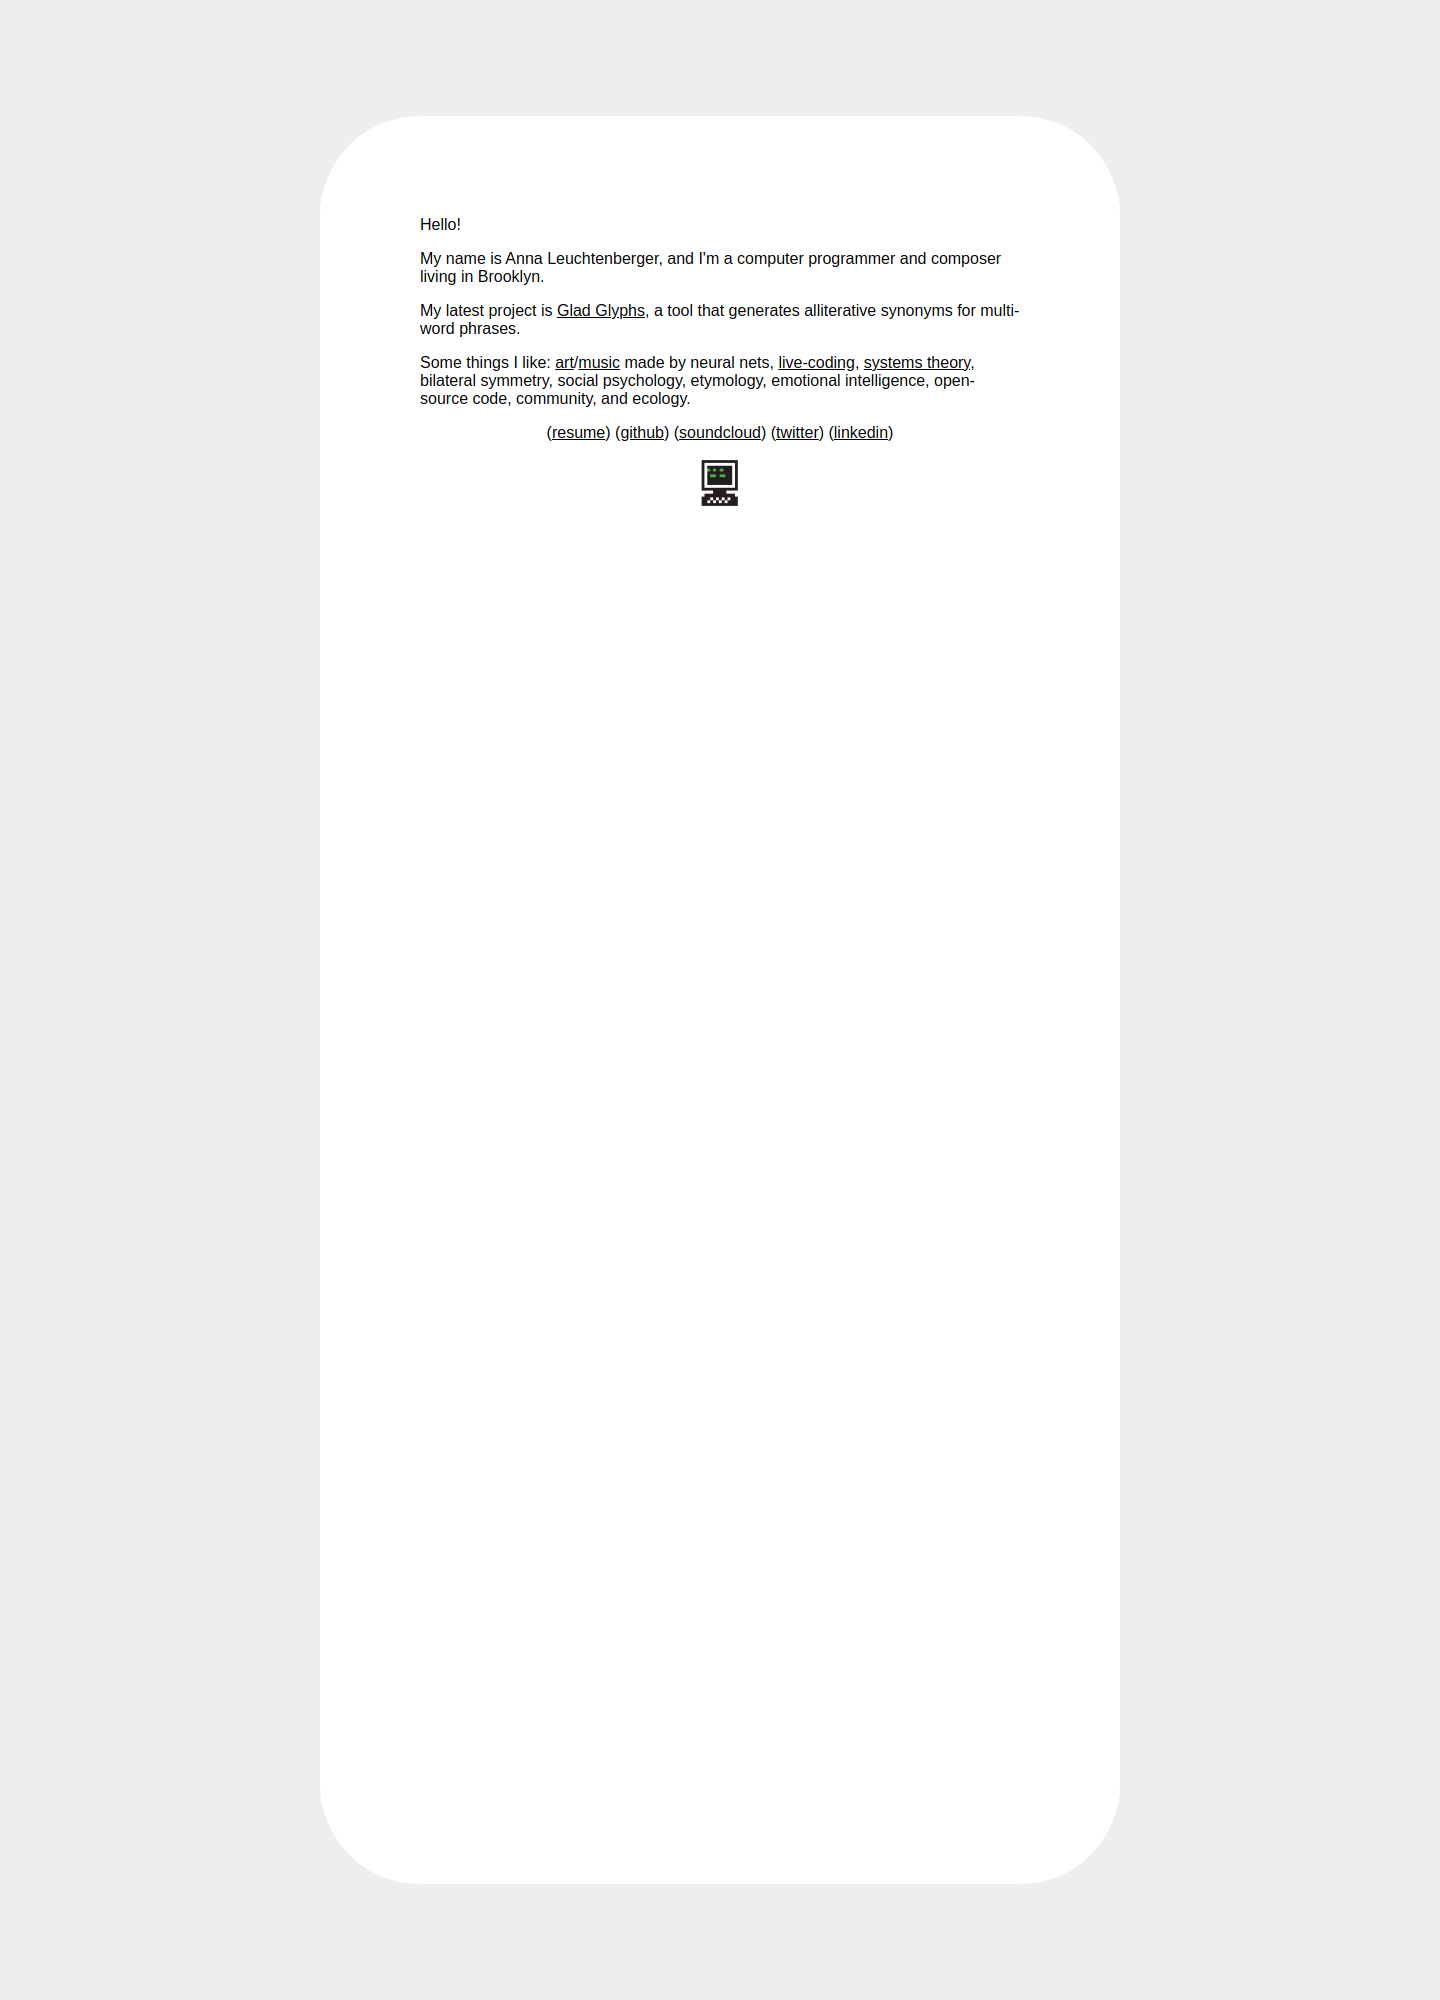 Hello!
My name is Anna Leuchtenberger, and I'm a computer programmer and composer
living in Brooklyn.
My latest project is Glad Glyphs, a tool that generates alliterative synonyms for multi-
word phrases.
Some things I like: art/music made by neural nets, live-coding, systems theory,
bilateral symmetry, social psychology, etymology, emotional intelligence, open-
source code, community, and ecology.
(resume) (github) (soundcloud) (twitter) (linkedin)